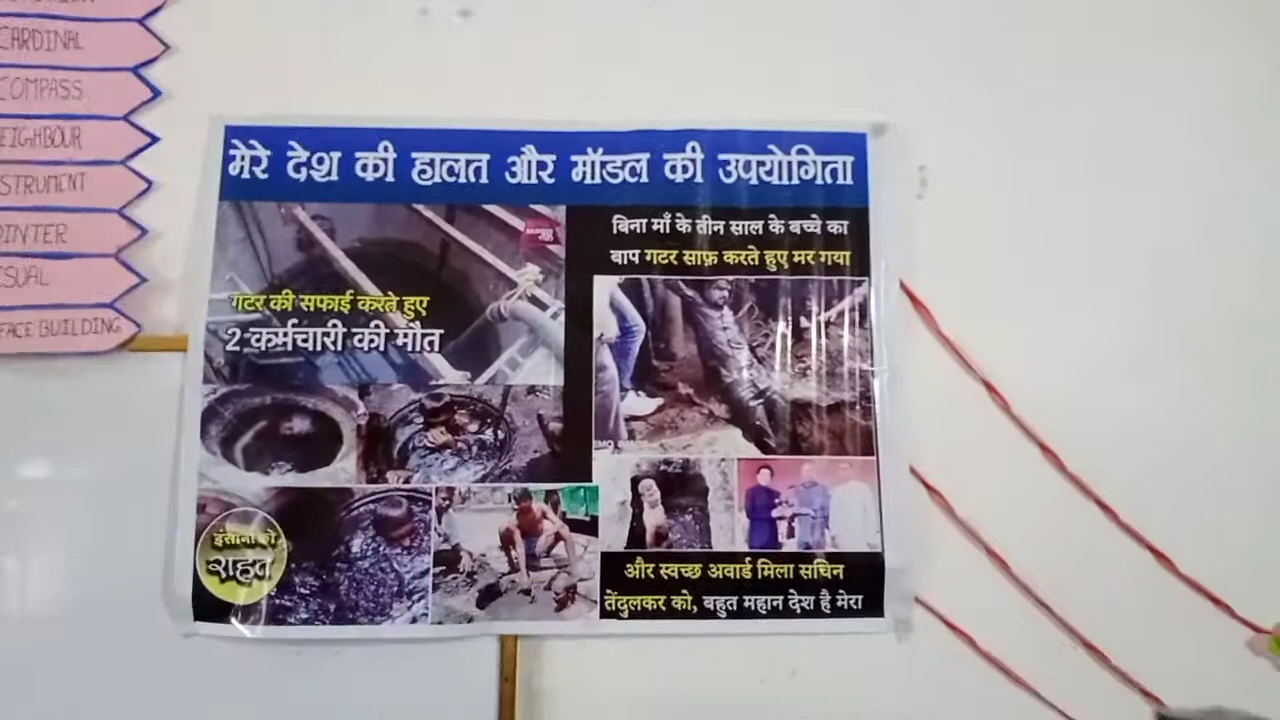 CARDINAL
COMPASS
EIGHBOUR
STRUMENT
OINTER
ISUAL
FACE BUILDING
मेरे देश की हालत और मॉडल की उपयोगिता
गटर की सफाई करते हुए
2 कर्मचारी की मौत
बिना माँ के तीन साल के बच्चे का
बाप गटर साफ़ करते हुए मर गया
इंसानों को
राहत
और स्वच्छ अवार्ड मिला सचिन
तेंदुलकर को, बहुत महान देश है मेरा